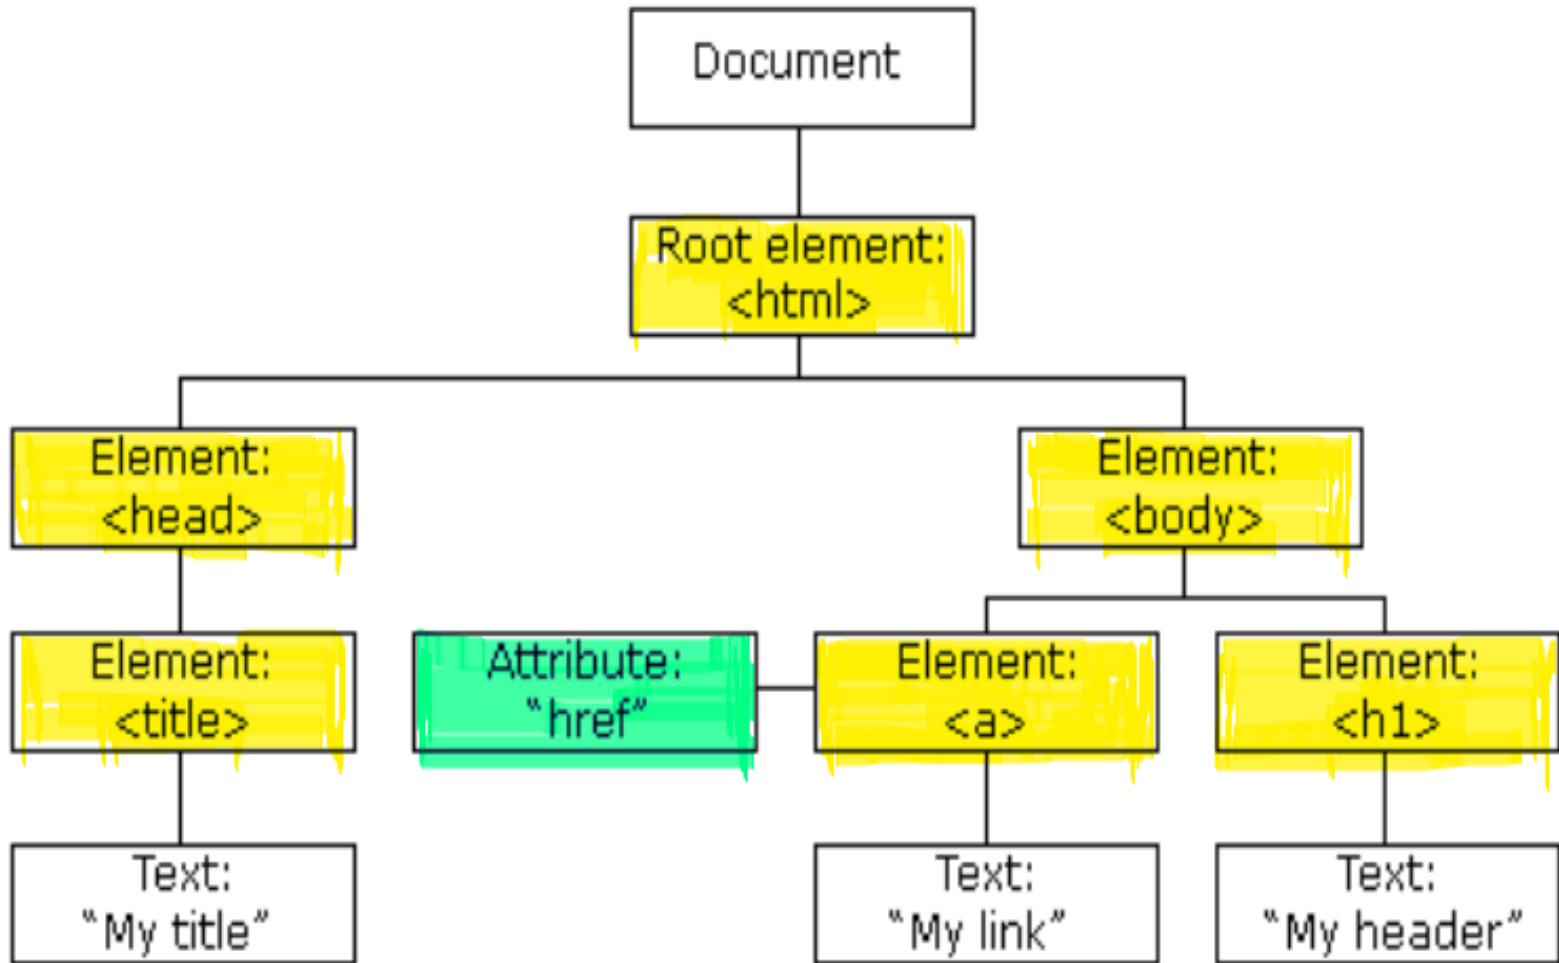 Document
Root element:
<html>
Element:
<head>
Element:
<body>
Element:
<title>
Attribute:
“href”
Element:
<a>
Element:
<h1>
Text:
“My title”
Text:
“My link”
Text:
“My header”